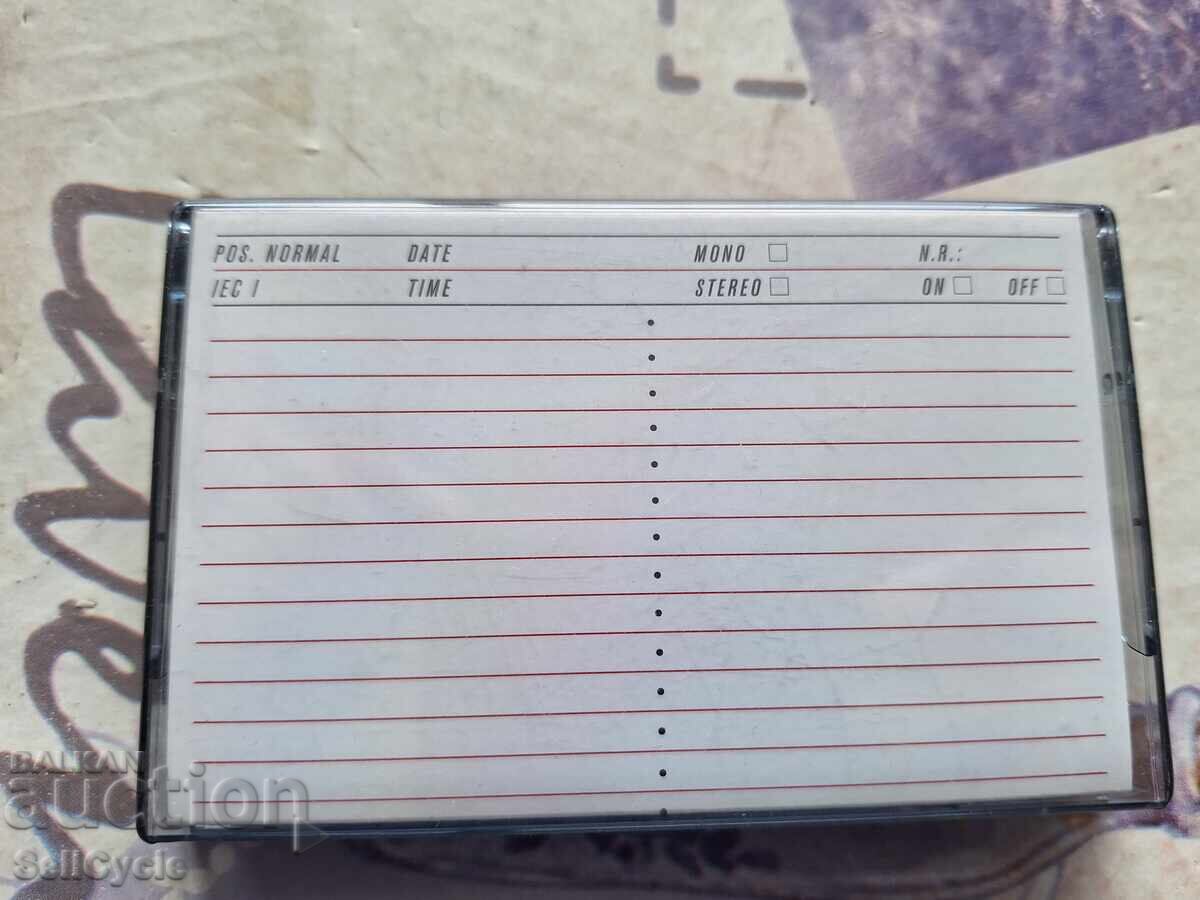 POS. NORMAL DATE MONO N.R.:
IEC I TIME STEREO ON OFF
BALKAN
auction
SellCycle